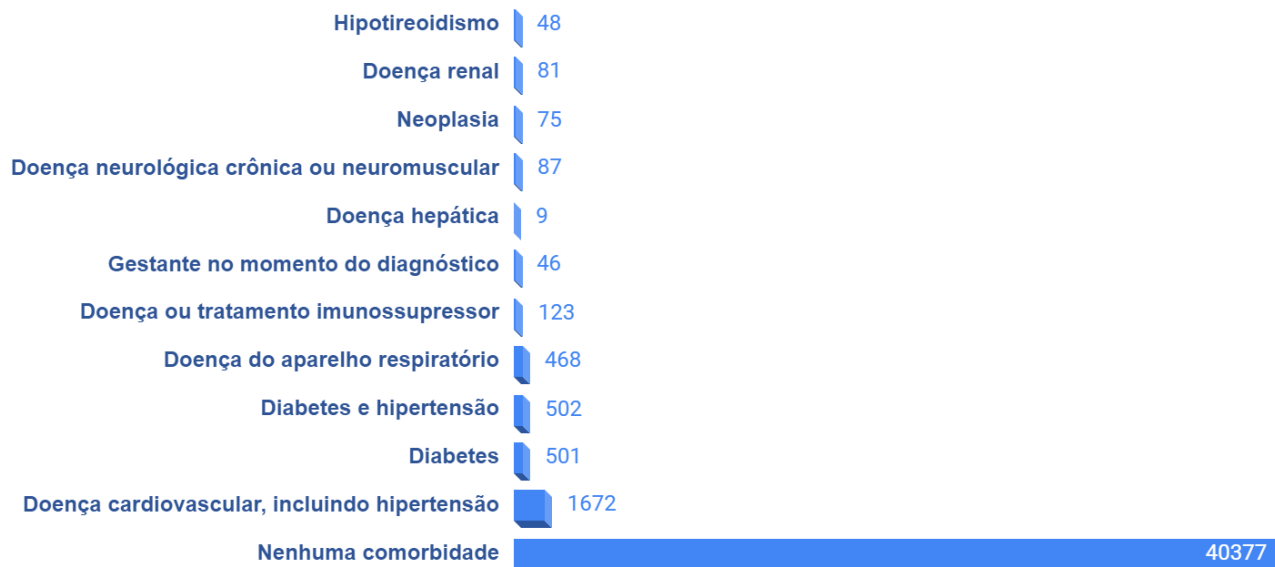 Hipotireoidismo 48
Doença renal 81
Neoplasia 75
Doença neurológica crônica ou neuromuscular 87
Doença hepática 9
Gestante no momento do diagnóstico 46
Doença ou tratamento imunossupressor 123
Doença do aparelho respiratório 468
Diabetes e hipertensão 502
Diabetes 501
Doença cardiovascular, incluindo hipertensão 1672
Nenhuma comorbidade 40377